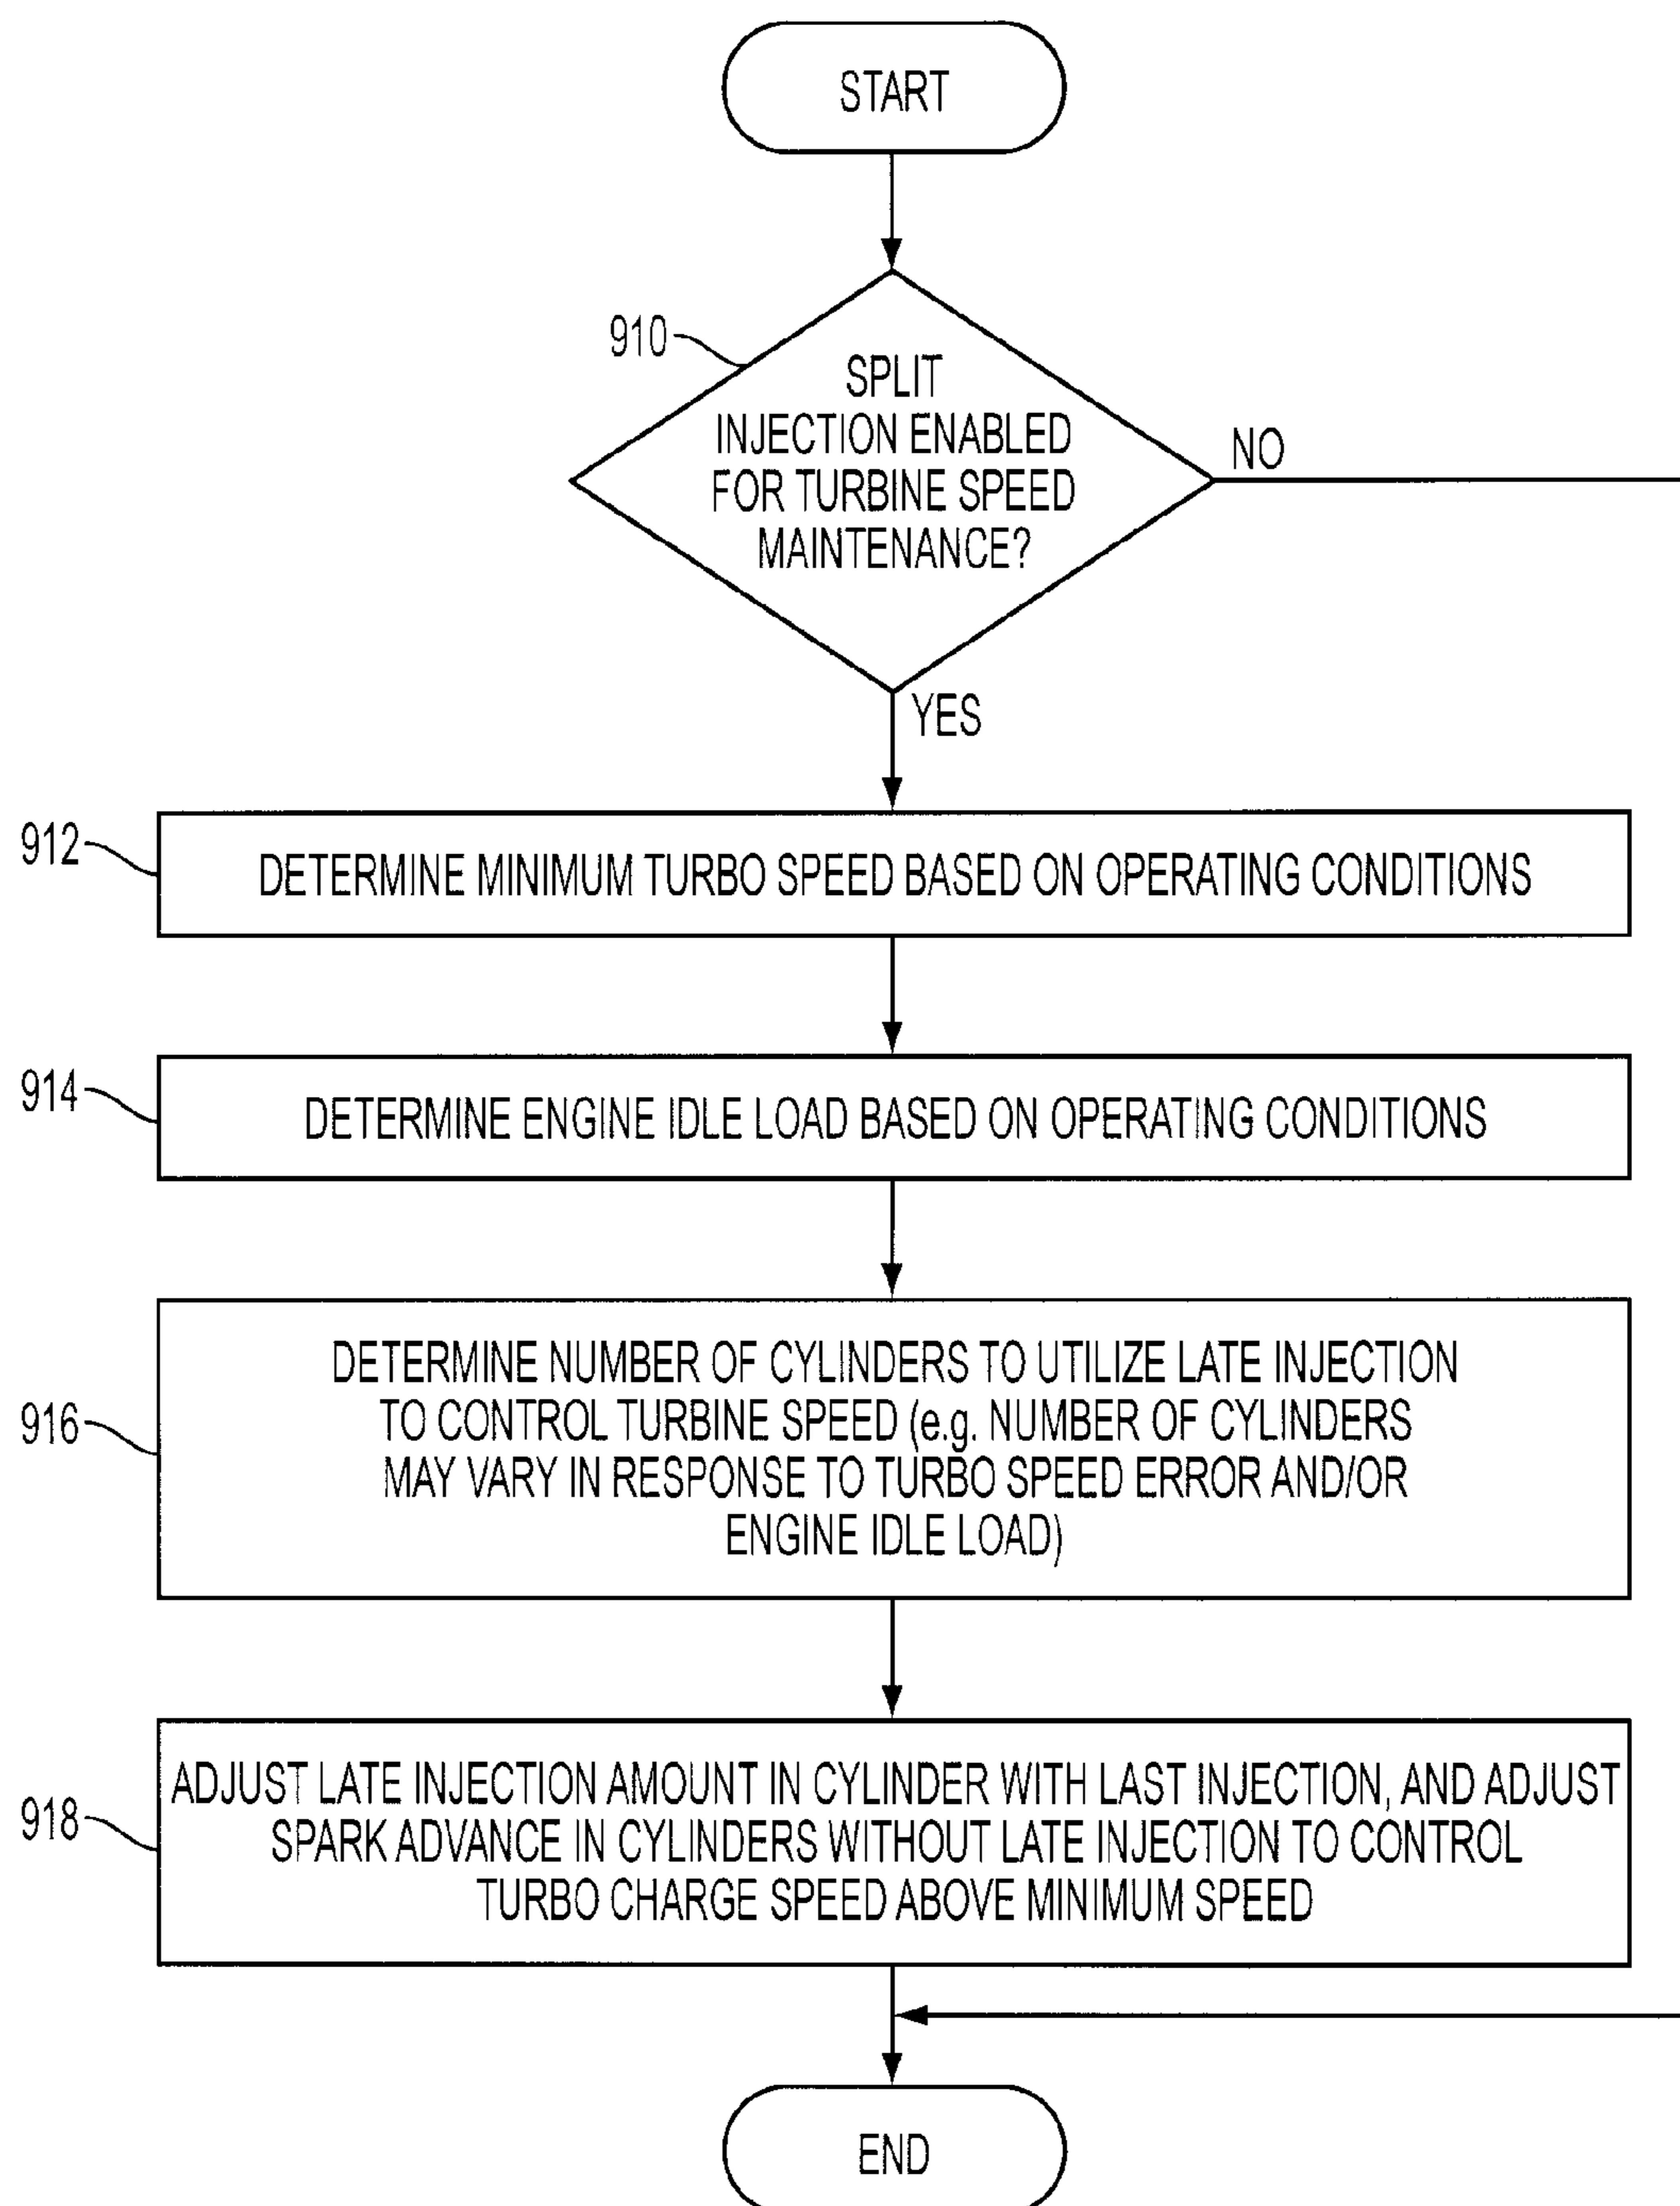 START
910
SPLIT
INJECTION ENABLED
FOR TURBINE SPEED
MAINTENANCE?
NO
YES
912
DETERMINE MINIMUM TURBO SPEED BASED ON OPERATING CONDITIONS
914
DETERMINE ENGINE IDLE LOAD BASED ON OPERATING CONDITIONS
916
DETERMINE NUMBER OF CYLINDERS TO UTILIZE LATE INJECTION
TO CONTROL TURBINE SPEED (e.g. NUMBER OF CYLINDERS
MAY VARY IN RESPONSE TO TURBO SPEED ERROR AND/OR
ENGINE IDLE LOAD)
918
ADJUST LATE INJECTION AMOUNT IN CYLINDER WITH LAST INJECTION, AND ADJUST
SPARK ADVANCE IN CYLINDERS WITHOUT LATE INJECTION TO CONTROL
TURBO CHARGE SPEED ABOVE MINIMUM SPEED
END